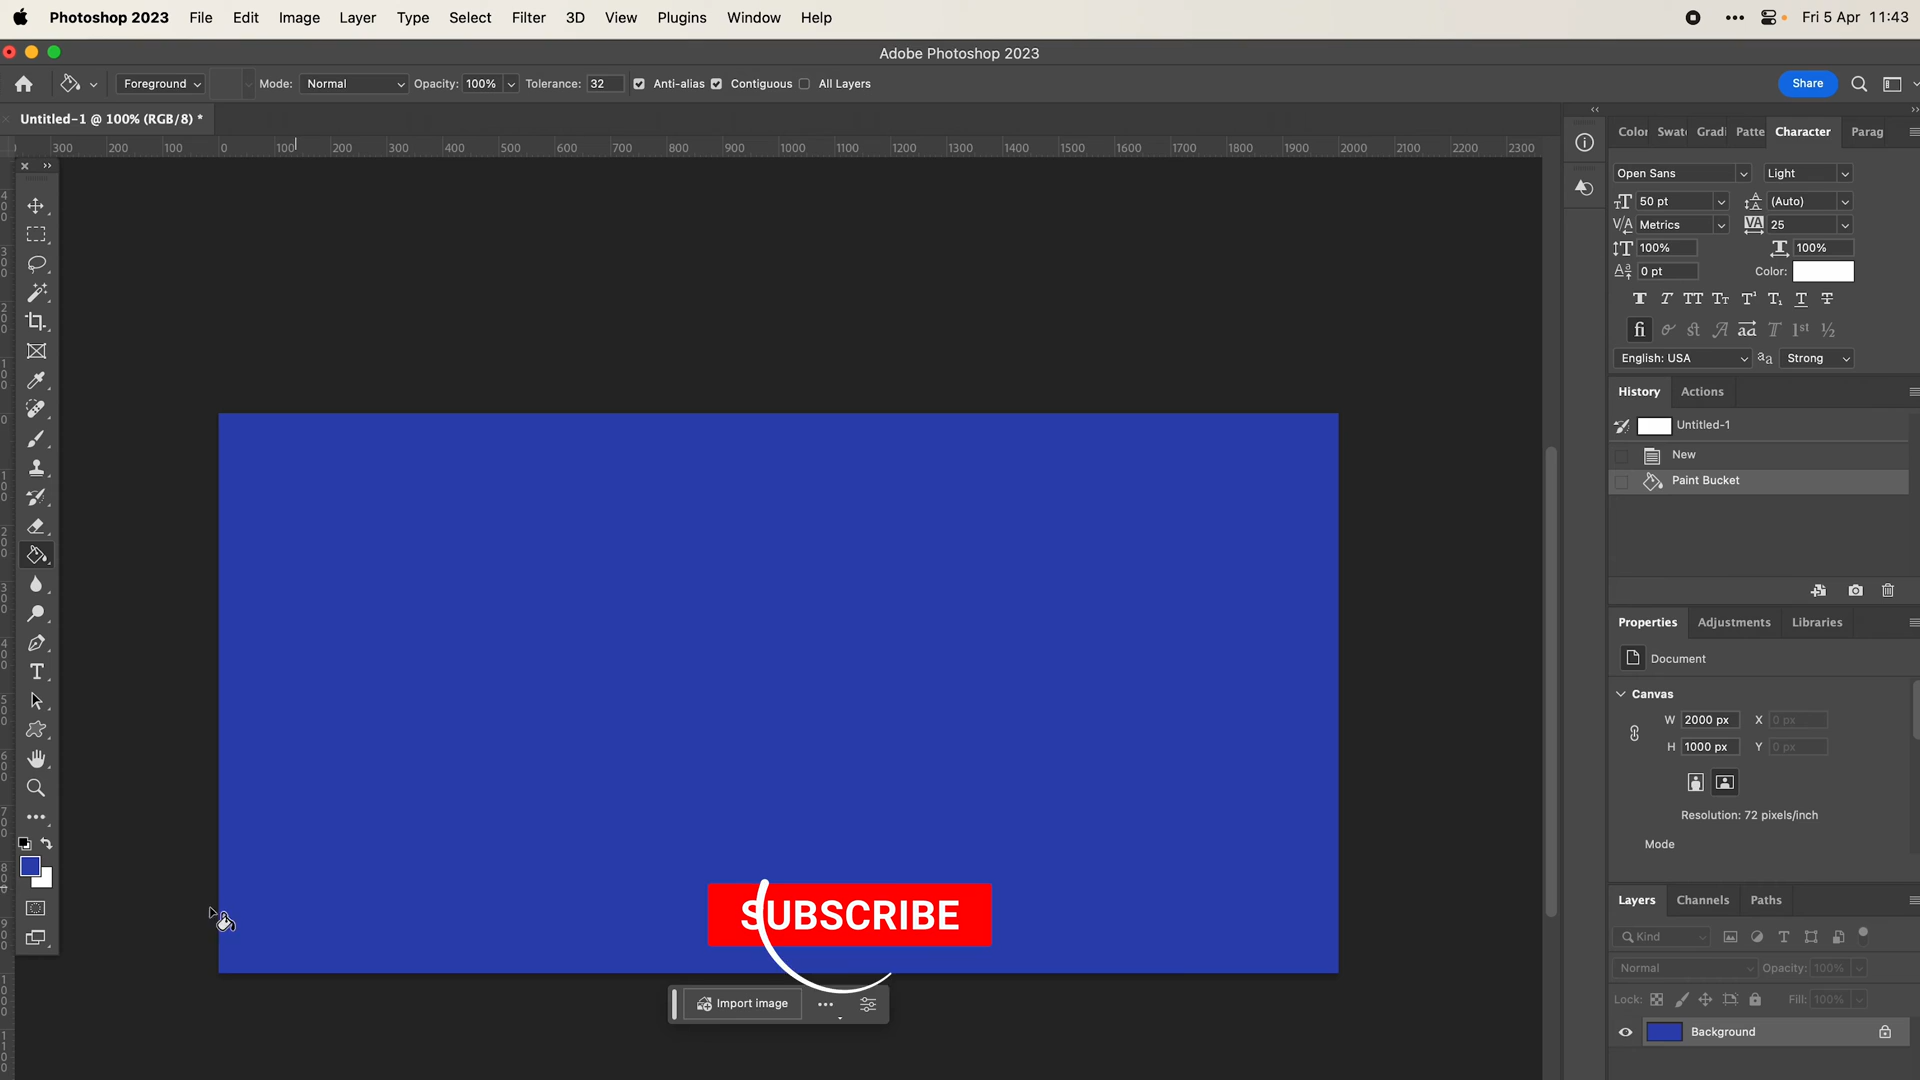 Photoshop 2023 File Edit Image Layer Type Select Filter 3D View Plugins Window Help Fri 5 Apr 11:43
Adobe Photoshop 2023
Foreground Mode: Normal Opacity: 100% Tolerance: 32 Anti-alias Contiguous All Layers Share
Untitled-1 @ 100% (RGB/8) *
300 200 100 0 100 200 300 400 500 600 700 800 900 1000 1100 1200 1300 1400 1500 1600 1700 1800 1900 2000 2100 2200 2300
Color Swat Gradi Patte Character Parag
Open Sans Light
50 pt (Auto)
Metrics 25
100% 100%
0 pt Color:
English: USA Strong
History Actions
Untitled-1
New
Paint Bucket
Properties Adjustments Libraries
Document
Canvas
W 2000 px X 0 px
H 1000 px Y 0 px
Resolution: 72 pixels/inch
Mode
SUBSCRIBE
Import image
Layers Channels Paths
Kind
Normal Opacity: 100%
Lock: Fill: 100%
Background